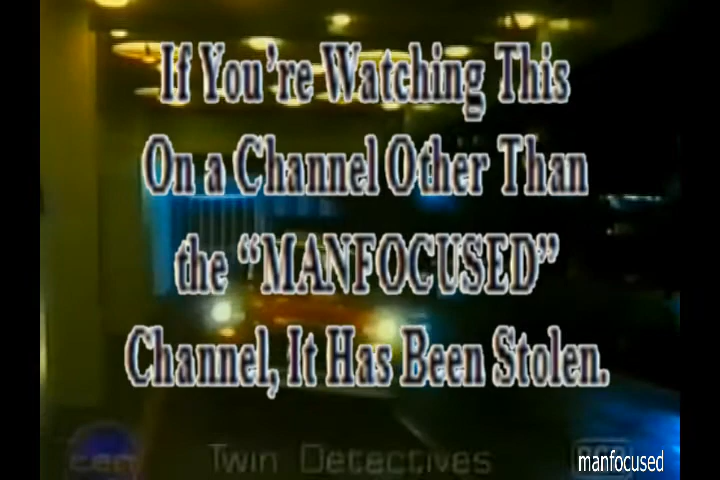 If You're Watching This
On a Channel Other Than
the “MANFOCUSED”
Channel, It Has Been Stolen.
Twin Detectives
manfocused